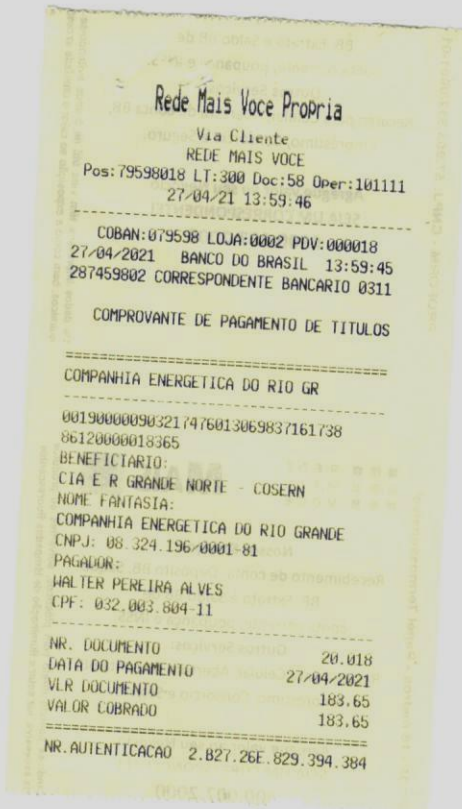 Rede Mais Voce Propria
Via Cliente
REDE MAIS VOCE
Pos:79598018 LT:300 Doc:58 Oper:101111
27/04/21 13:59:46
COBAN:079598 LOJA:0002 PDV:000018
27/04/2021 BANCO DO BRASIL 13:59:45
287459802 CORRESPONDENTE BANCARIO 0311
COMPROVANTE DE PAGAMENTO DE TITULOS
COMPANHIA ENERGETICA DO RIO GR
001900000903217476013069837161738
86120000018365
BENEFICIARIO:
CIA E R GRANDE NORTE - COSERN
NOME FANTASIA:
COMPANHIA ENERGETICA DO RIO GRANDE
CNPJ: 08.324.196/0001-81
PAGADOR:
WALTER PEREIRA ALVES
CPF: 032.003.804-11
NR. DOCUMENTO 20.018
DATA DO PAGAMENTO 27/04/2021
VLR DOCUMENTO 183,65
VALOR COBRADO 183,65
NR.AUTENTICACAO 2.B27.26E.829.394.384